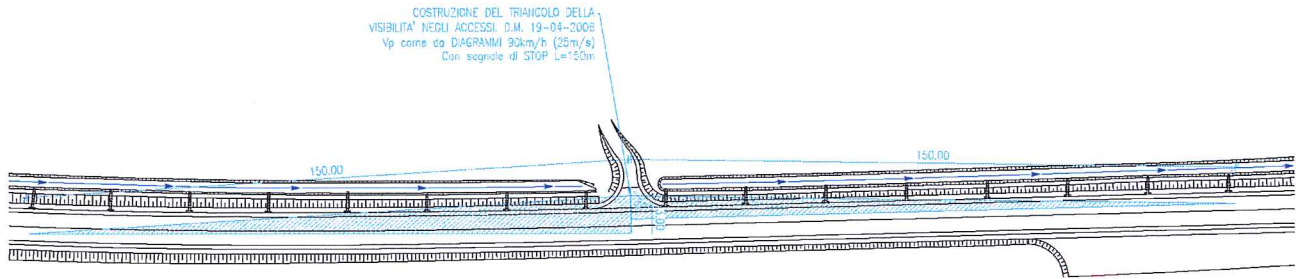 COSTRUZIONE DEL TRIANGOLO DELLA
VISIBILITA' NEGLI ACCESSI. D.M. 19-04-2006
Vp come da DIAGRAMMI 90km/h (25m/s)
Con segnale di STOP L=150m
150.00
150.00